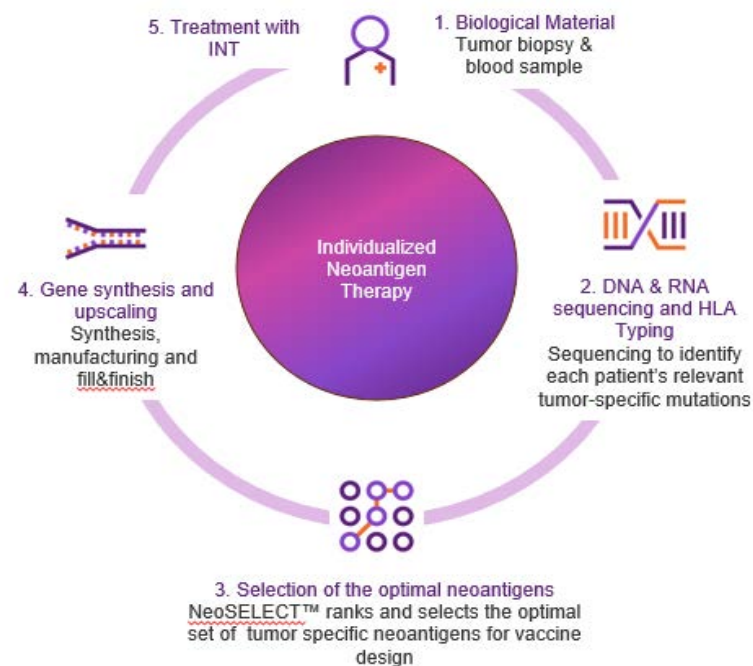 1. Biological Material
Tumor biopsy &
blood sample
2. DNA & RNA
sequencing and HLA
Typing
Sequencing to identify
each patient's relevant
tumor-specific mutations
3. Selection of the optimal neoantigens
NeoSELECT™ ranks and selects the optimal
set of tumor specific neoantigens for vaccine
design
4. Gene synthesis and
upscaling
Synthesis,
manufacturing and
fill&finish
5. Treatment with
INT
Individualized
Neoantigen
Therapy